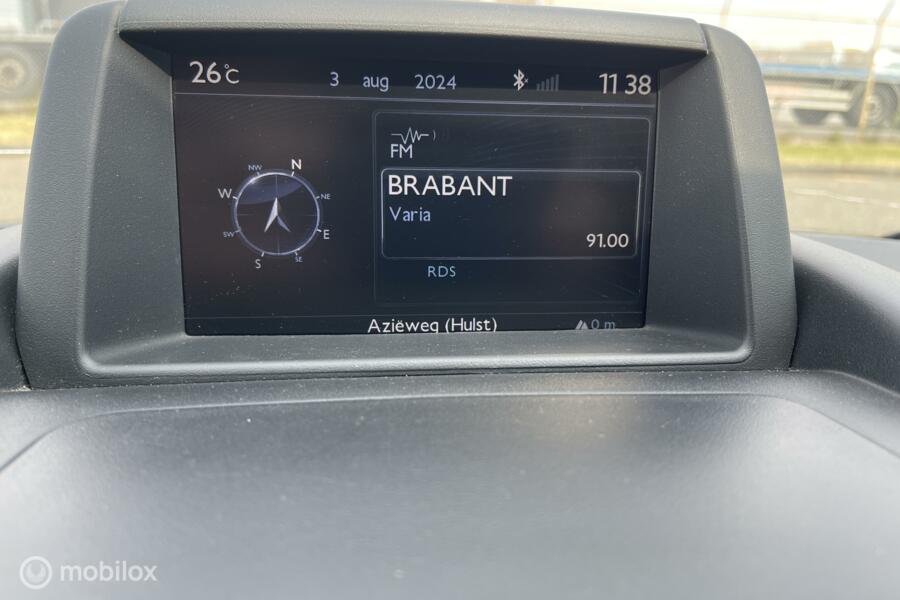 26°C 3 aug 2024 11 38
FM
BRABANT
Varia
91.00
RDS
NW N NE
W E
SW S SE
Aziëweg (Hulst) 0 m
mobilox